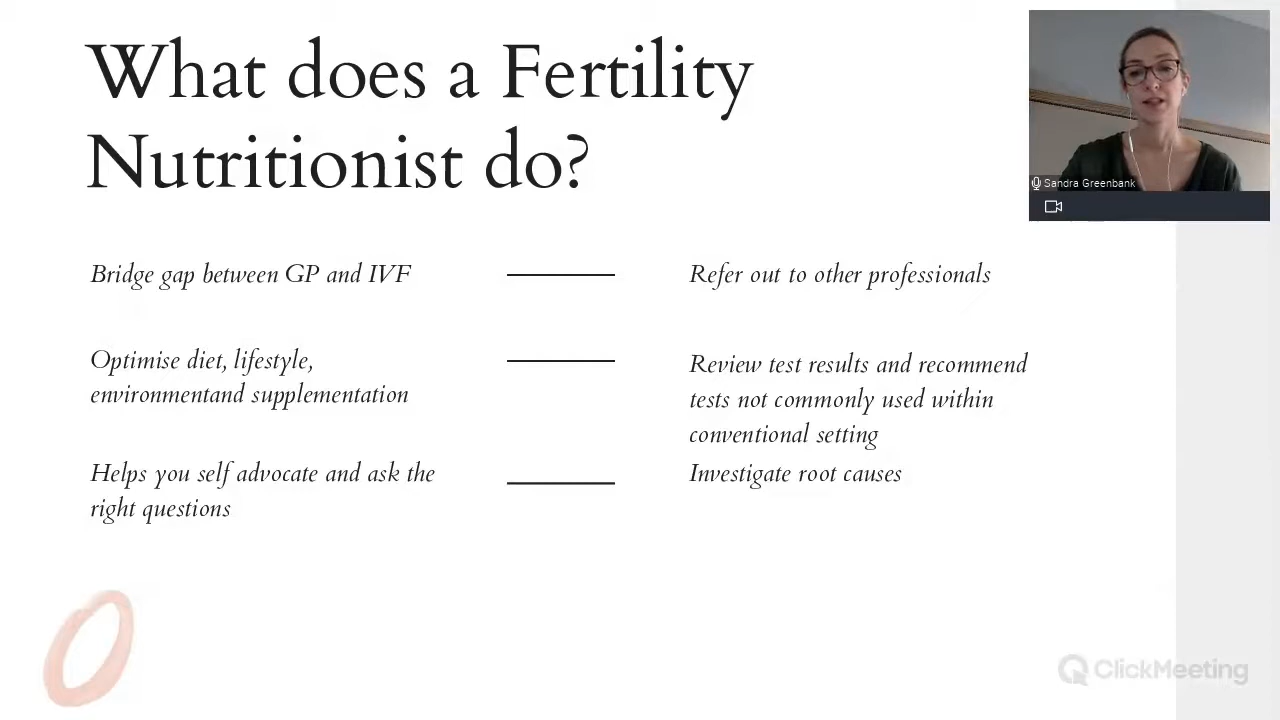 What does a Fertility
Nutritionist do?
Sandra Greenbank
Bridge gap between GP and IVF
Refer out to other professionals
Optimise diet, lifestyle,
environmentand supplementation
Review test results and recommend
tests not commonly used within
conventional setting
Helps you self advocate and ask the
right questions
Investigate root causes
ClickMeeting